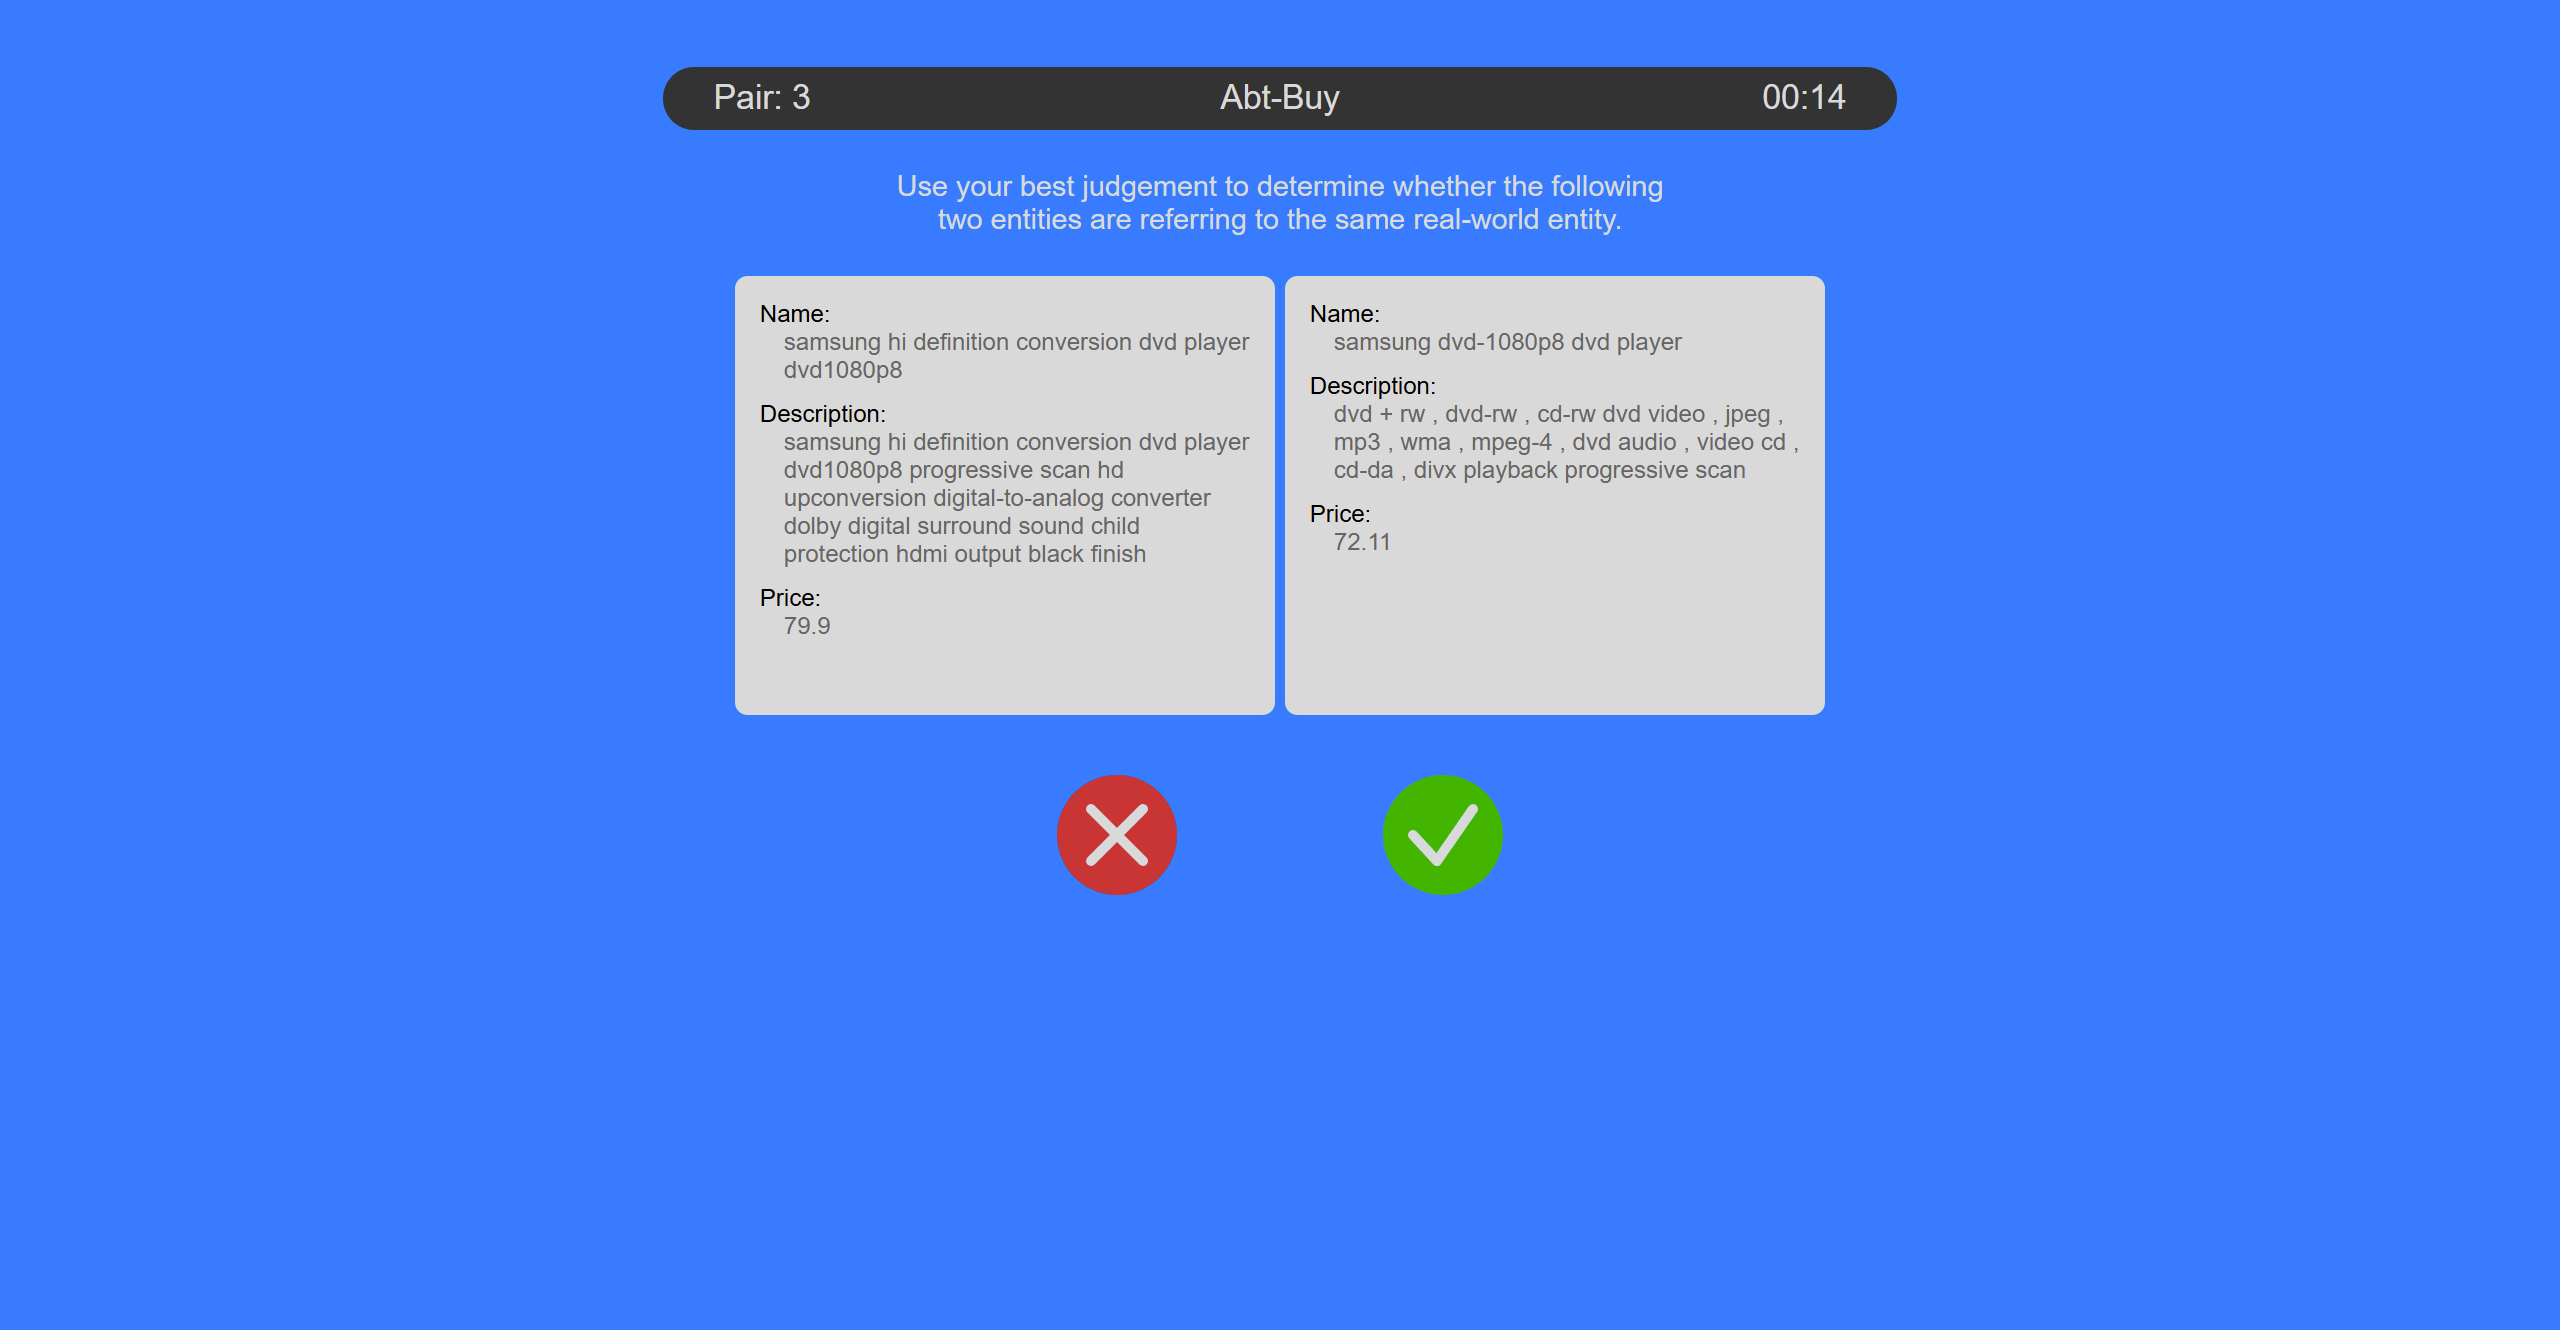 Pair: 3
Abt-Buy
00:14
Use your best judgement to determine whether the following
two entities are referring to the same real-world entity.
Name:
samsung hi definition conversion dvd player
dvd1080p8
Description:
samsung hi definition conversion dvd player
dvd1080p8 progressive scan hd
upconversion digital-to-analog converter
dolby digital surround sound child
protection hdmi output black finish
Price:
79.9
Name:
samsung dvd-1080p8 dvd player
Description:
dvd + rw , dvd-rw , cd-rw dvd video , jpeg ,
mp3 , wma , mpeg-4 , dvd audio , video cd ,
cd-da , divx playback progressive scan
Price:
72.11